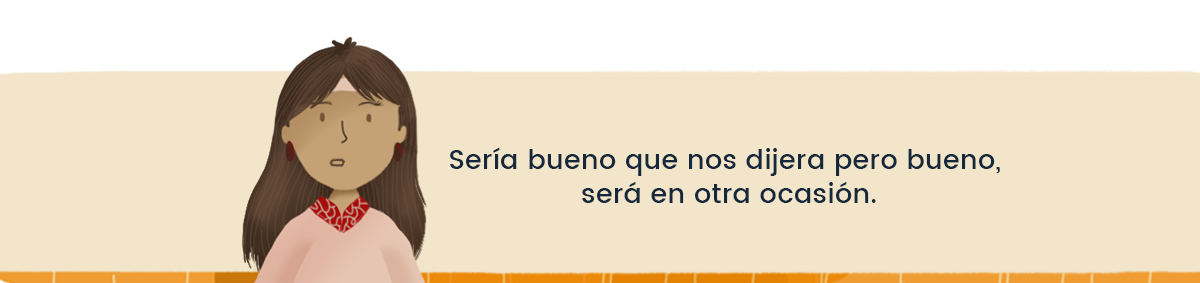 Sería bueno que nos dijera pero bueno,
será en otra ocasión.